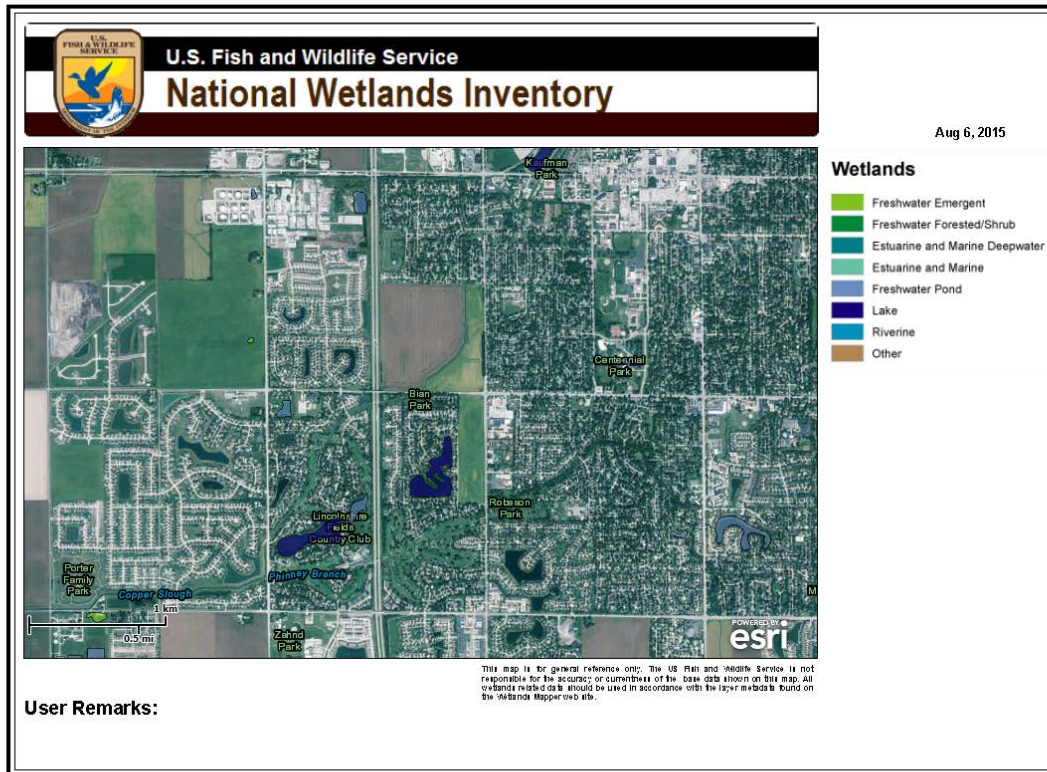 U.S.
FISH & WILDLIFE
SERVICE
DEPARTMENT OF THE INTERIOR
U.S. Fish and Wildlife Service
National Wetlands Inventory
Aug 6, 2015
Kaufman
Park
Centennial
Park
Bian
Park
Robeson
Park
Lincolnshire
Fields
Country Club
Phinney Branch
Porter
Family
Park
Copper Slough
M
1 km
0.5 mi
Zahnd
Park
POWERED BY
esri
Wetlands
Freshwater Emergent
Freshwater Forested/Shrub
Estuarine and Marine Deepwater
Estuarine and Marine
Freshwater Pond
Lake
Riverine
Other
This map is for general reference only. The US Fish and Wildlife Service is not
responsible for the accuracy or currentness of the base data shown on this map. All
wetlands related data should be used in accordance with the layer metadata found on
the Wetlands Mapper web site.
User Remarks: